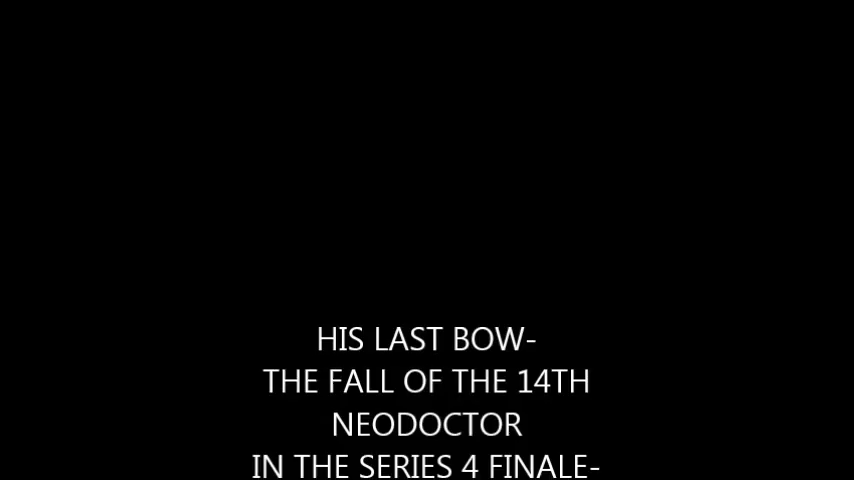 HIS LAST BOW-
THE FALL OF THE 14TH
NEODOCTOR
IN THE SERIES 4 FINALE-